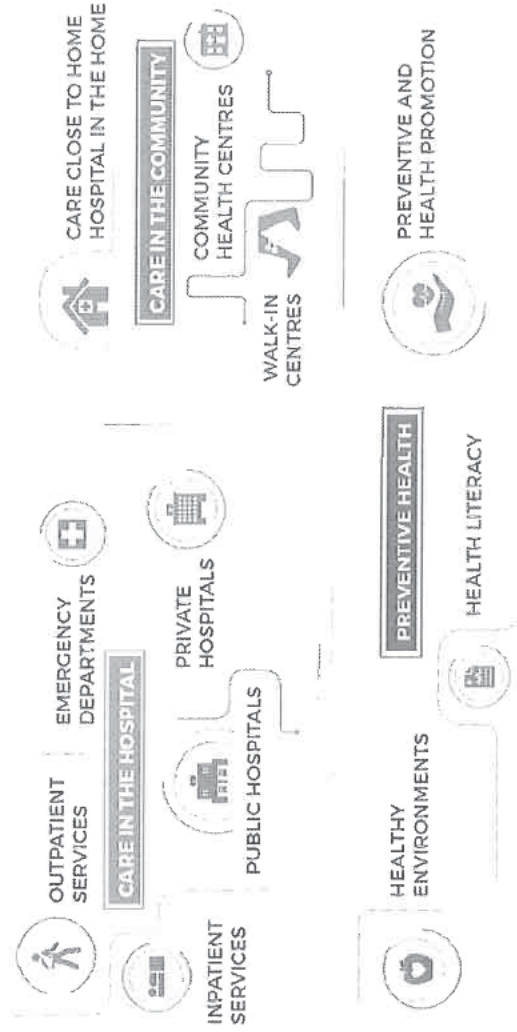 OUTPATIENT
SERVICES
EMERGENCY
DEPARTMENTS
CARE IN THE HOSPITAL
INPATIENT
SERVICES
PUBLIC HOSPITALS
PRIVATE
HOSPITALS
CARE CLOSE TO HOME
HOSPITAL IN THE HOME
CARE IN THE COMMUNITY
COMMUNITY
HEALTH CENTRES
WALK-IN
CENTRES
HEALTHY
ENVIRONMENTS
PREVENTIVE HEALTH
HEALTH LITERACY
PREVENTIVE AND
HEALTH PROMOTION